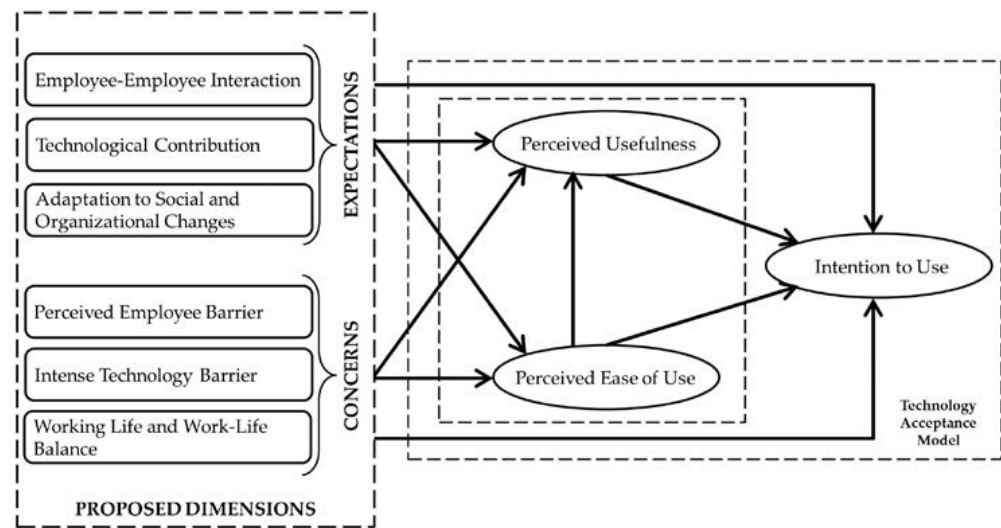 Employee-Employee Interaction
Technological Contribution
Adaptation to Social and
Organizational Changes
EXPECTATIONS
Perceived Employee Barrier
Intense Technology Barrier
Working Life and Work-Life
Balance
CONCERNS
PROPOSED DIMENSIONS
Perceived Usefulness
Perceived Ease of Use
Intention to Use
Technology
Acceptance
Model